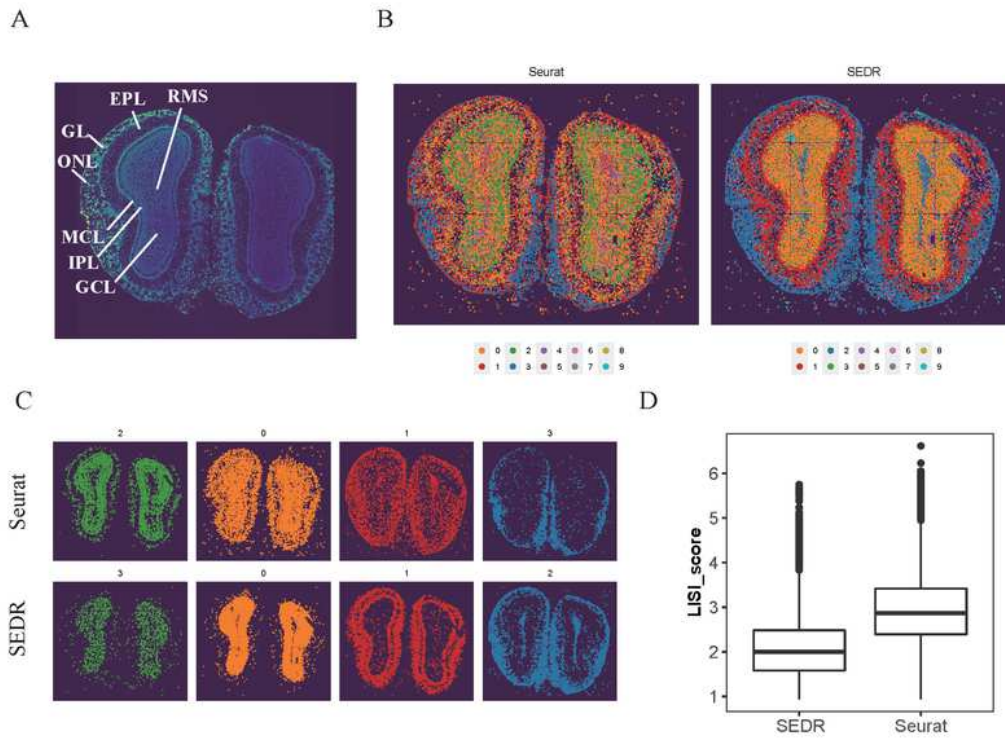 A
EPL RMS
GL
ONL
MCL
IPL
GCL
B
Seurat SEDR
0 2 4 6 8 0 2 4 6 8
1 3 5 7 9 1 3 5 7 9
C
2 0 1 3
Seurat
3 0 1 2
SEDR
D
LISI_score
6
5
4
3
2
1
SEDR Seurat